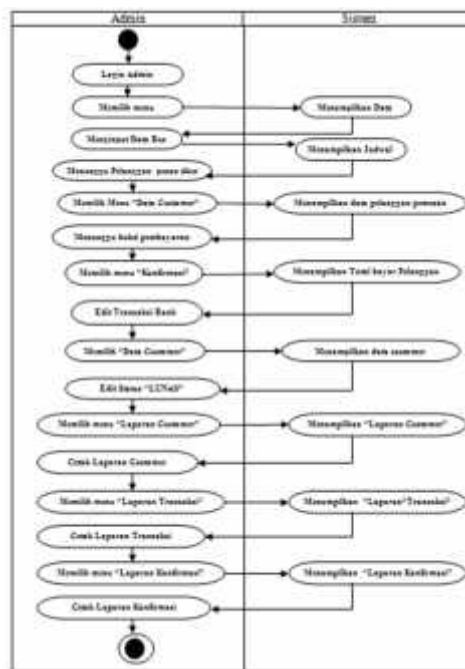 Admin Sistem
Login admin
Memilih menu Menampilkan Data
Menginput Data Bus Menampilkan Jadwal
Menunggu Pelanggan pesan tiket
Memilih Menu "Data Customer" Menampilkan data pelanggan pemesan
Menunggu bukti pembayaran
Memilih menu "Konfirmasi" Menampilkan Total bayar Pelanggan
Edit Transaksi Bank
Memilih "Data Customer" Menampilkan data customer
Edit Status "LUNAS"
Memilih menu "Laporan Customer" Menampilkan "Laporan Customer"
Cetak Laporan Customer
Memilih menu "Laporan Transaksi" Menampilkan "Laporan Transaksi"
Cetak Laporan Transaksi
Memilih menu "Laporan Konfirmasi" Menampilkan "Laporan Konfirmasi"
Cetak Laporan Konfirmasi